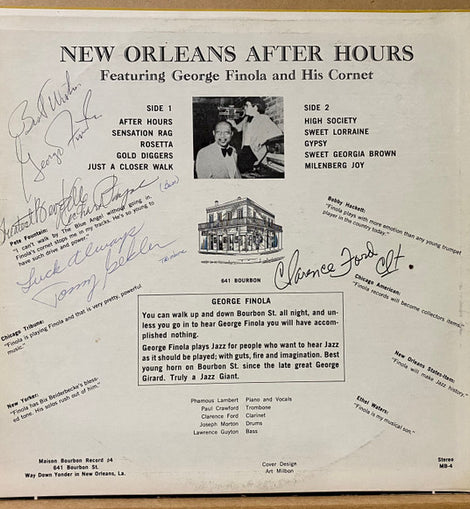 NEW ORLEANS AFTER HOURS
Featuring George Finola and His Cornet
SIDE 1
AFTER HOURS
SENSATION RAG
ROSETTA
GOLD DIGGERS
JUST A CLOSER WALK
SIDE 2
HIGH SOCIETY
SWEET LORRAINE
GYPSY
SWEET GEORGIA BROWN
MILENBERG JOY
Best Wishes
George Finola
Pete Fountain:
"I can't walk by The Blue Angel without going in.
Finola's cornet stops me in my tracks. He's so young to
have such drive and power."
Luck Always
Tommy
Bobby Hackett:
"Finola plays with more emotion than any young trumpet
player in the country today."
641 BOURBON
Clarence Ford Clt
Chicago American:
"Finola records will become collectors items."
Chicago Tribune:
"Finola is playing Finola and that is very pretty, powerful
music."
GEORGE FINOLA
You can walk up and down Bourbon St. all night, and un-
less you go in to hear George Finola you will have accom-
plished nothing.
George Finola plays Jazz for people who want to hear Jazz
as it should be played; with guts, fire and imagination. Best
young horn on Bourbon St. since the late great George
Girard. Truly a Jazz Giant.
New Orleans States-Item:
"Finola will make Jazz history."
New Yorker:
"Finola has Bix Beiderbecke's bless-
ed tone. His solos rush out of him."
Ethel Waters:
"Finola is my musical son."
Phamous Lambert Piano and Vocals
Paul Crawford Trombone
Clarence Ford Clarinet
Joseph Morton Drums
Lawrence Guyton Bass
Maison Bourbon Record #4
641 Bourbon St.
Way Down Yonder in New Orleans, La.
Cover Design
Art Milbon
Stereo
MB-4